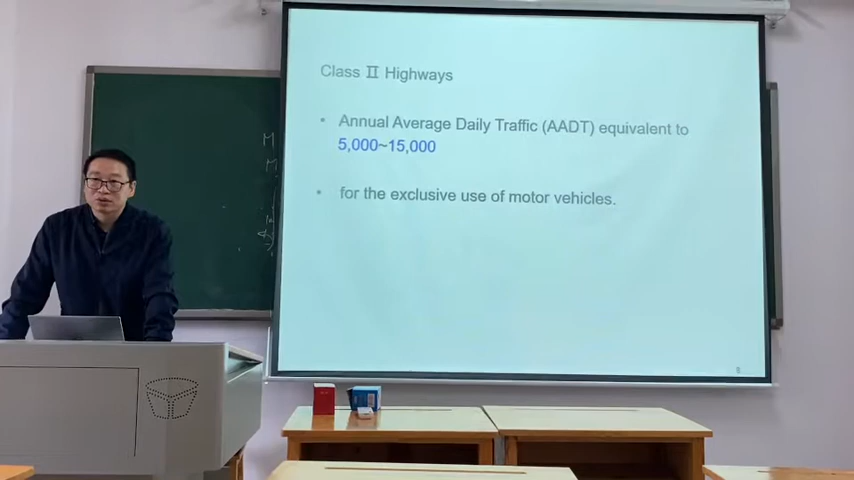 Class Ⅱ Highways
• Annual Average Daily Traffic (AADT) equivalent to
5,000~15,000
• for the exclusive use of motor vehicles.